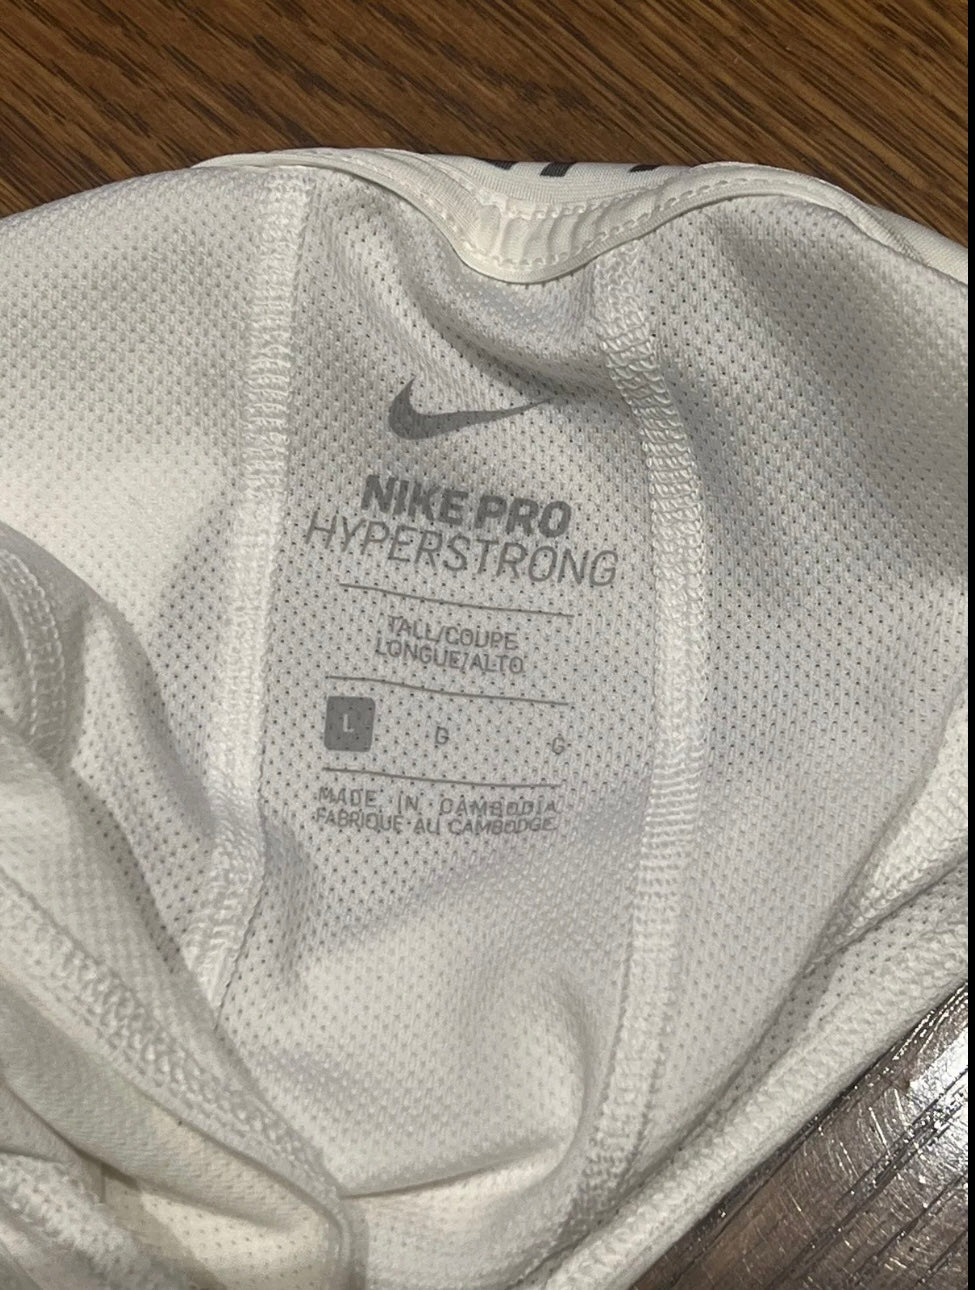 NIKE PRO
HYPERSTRONG
TALL/COUPE
LONGUE/ALTO
L G G
MADE IN CAMBODIA
FABRIQUE AU CAMBODGE